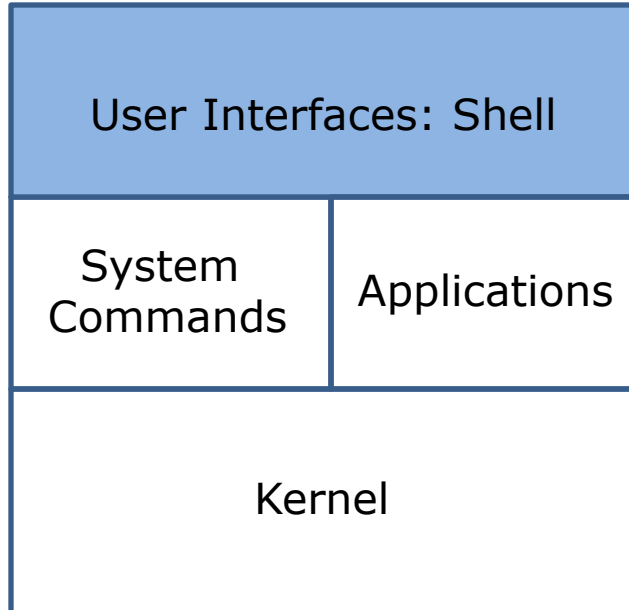 User Interfaces: Shell
System
Commands
Applications
Kernel